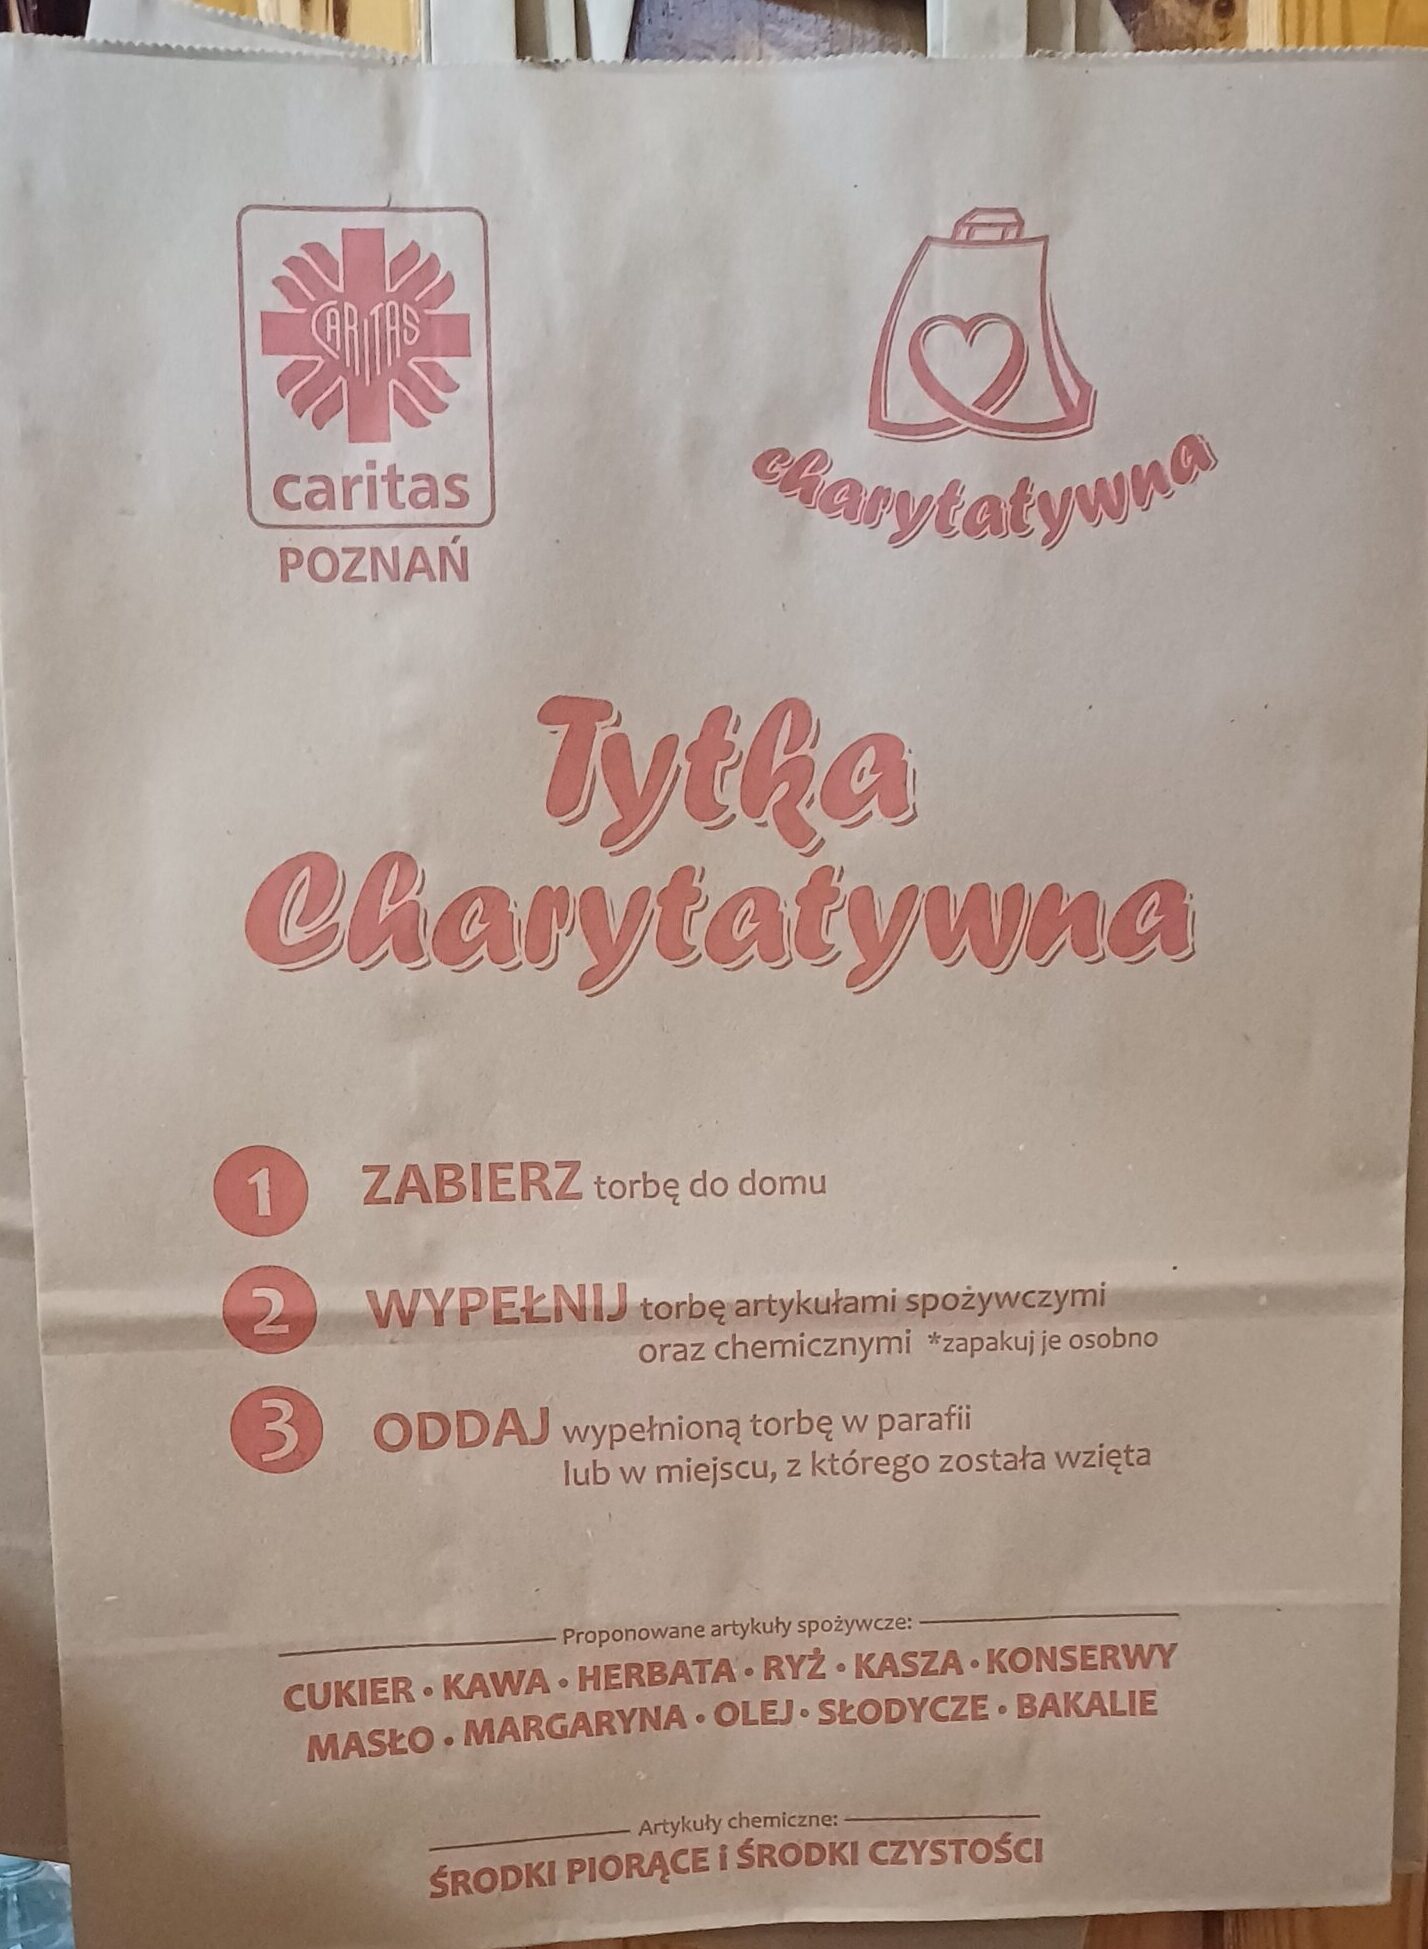 CARITAS
caritas
POZNAŃ
charytatywna
Tytka
Charytatywna
1 ZABIERZ torbę do domu
2 WYPEŁNIJ torbę artykułami spożywczymi
oraz chemicznymi *zapakuj je osobno
3 ODDAJ wypełnioną torbę w parafii
lub w miejscu, z którego została wzięta
Proponowane artykuły spożywcze:
CUKIER • KAWA • HERBATA • RYŻ • KASZA • KONSERWY
MASŁO • MARGARYNA • OLEJ • SŁODYCZE • BAKALIE
Artykuły chemiczne:
ŚRODKI PIORĄCE i ŚRODKI CZYSTOŚCI